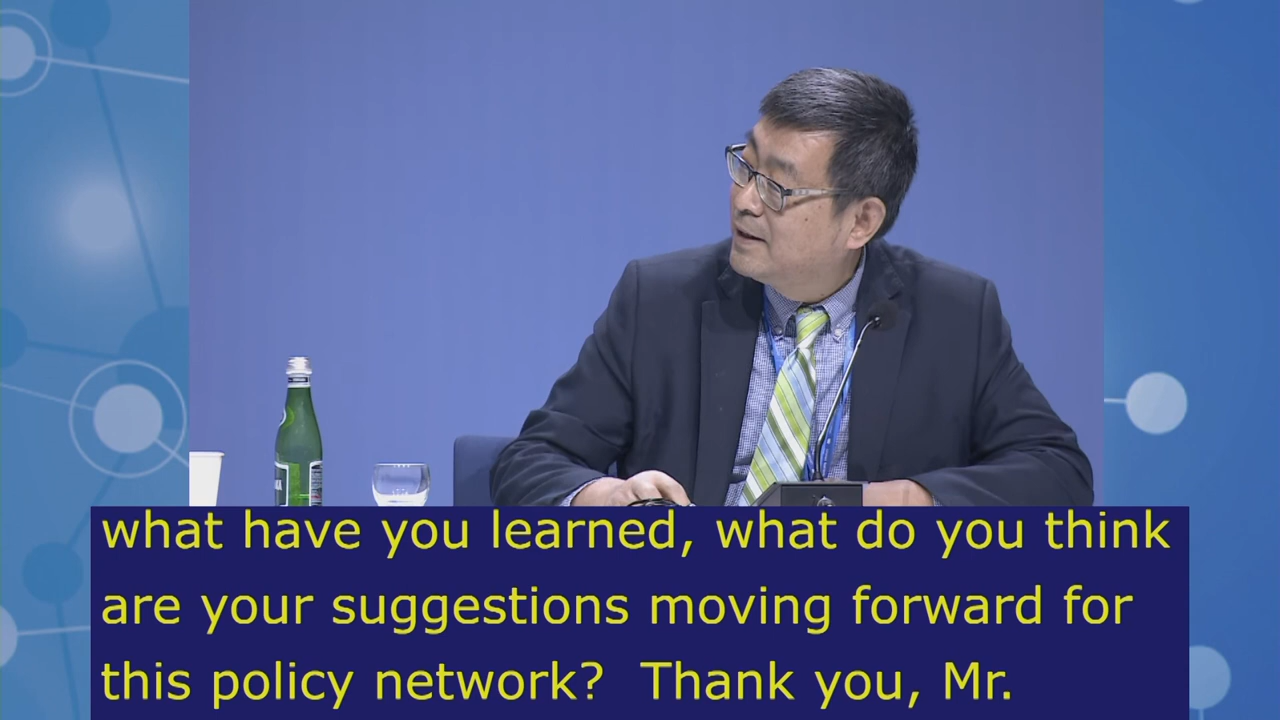 what have you learned, what do you think
are your suggestions moving forward for
this policy network?  Thank you, Mr.